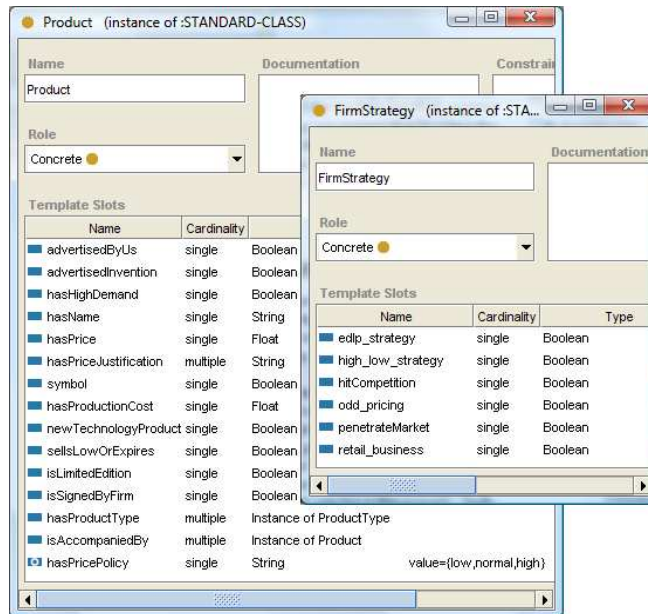 Product (instance of :STANDARD-CLASS)
Name
Documentation
Constrain
Product
Role
Concrete
Template Slots
Name Cardinality
advertisedByUs single Boolean
advertisedInvention single Boolean
hasHighDemand single Boolean
hasName single String
hasPrice single Float
hasPriceJustification multiple String
symbol single Boolean
hasProductionCost single Float
newTechnologyProduct single Boolean
sellsLowOrExpires single Boolean
isLimitedEdition single Boolean
isSignedByFirm single Boolean
hasProductType multiple Instance of ProductType
isAccompaniedBy multiple Instance of Product
hasPricePolicy single String value={low,normal,high}
FirmStrategy (instance of :STA...
Name
Documentation
FirmStrategy
Role
Concrete
Template Slots
Name Cardinality Type
edlp_strategy single Boolean
high_low_strategy single Boolean
hitCompetition single Boolean
odd_pricing single Boolean
penetrateMarket single Boolean
retail_business single Boolean